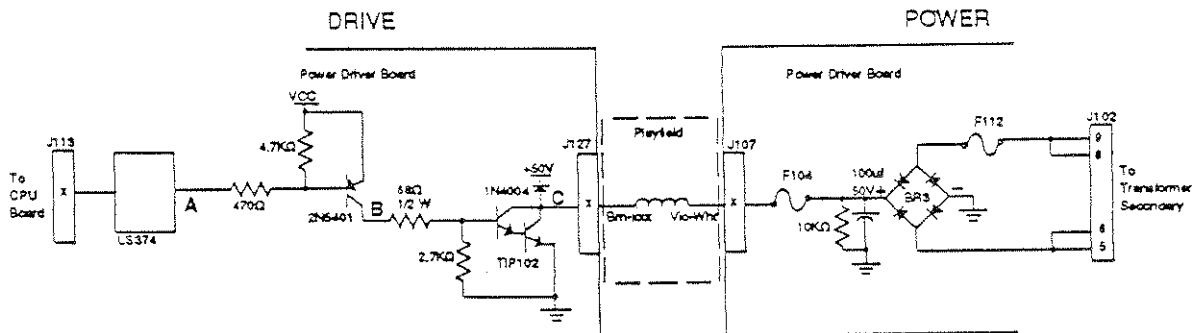 DRIVE
POWER
Power Driver Board
Power Driver Board
VCC
J113
4.7KΩ
J127
Playfield
J107
F112
J102
9
8
To
CPU
Board
x
A
470Ω
LS374
2N5401
B
68Ω
1/2 W
1N4004
+50V
C
2.7KΩ
TIP102
x
Brn-xxx
Vio-Wht
x
F104
100uf
50V +
10KΩ
BR3
-
To
Transformer
Secondary
6
5